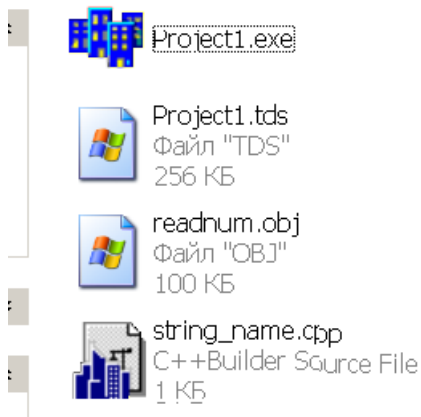 Project1.exe
Project1.tds
Файл "TDS"
256 КБ
readnum.obj
Файл "OBJ"
100 КБ
string_name.cpp
C++Builder Source File
1 КБ